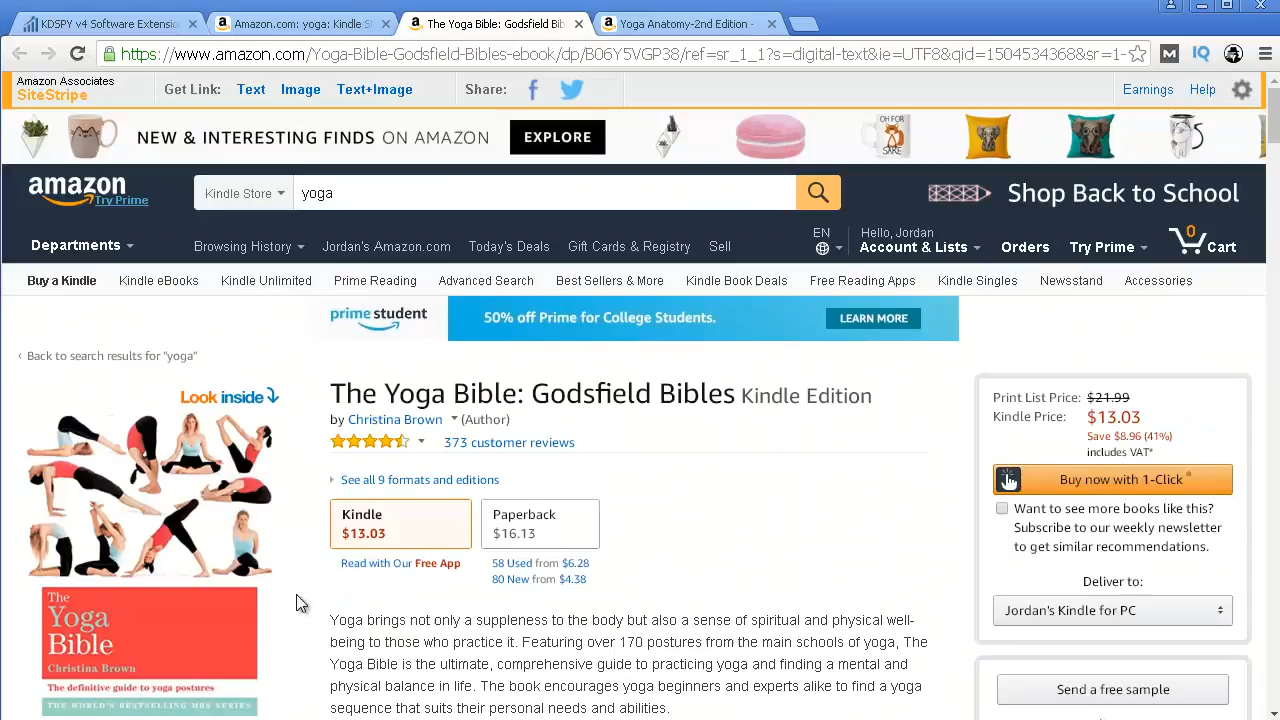 KDSPY v4 Software Extension
Amazon.com: yoga: Kindle S
The Yoga Bible: Godsfield Bib
Yoga Anatomy-2nd Edition -
https://www.amazon.com/Yoga-Bible-Godsfield-Bibles-ebook/dp/B06Y5VGP38/ref=sr_1_1?s=digital-text&ie=UTF8&qid=1504534368&sr=1-
Amazon Associates
SiteStripe
Get Link: Text Image Text+Image
Share:
Earnings Help
NEW & INTERESTING FINDS ON AMAZON EXPLORE
OH FOR
SAKE
amazon
Try Prime
Kindle Store yoga
Shop Back to School
Departments
Browsing History Jordan's Amazon.com Today's Deals Gift Cards & Registry Sell
EN
Hello, Jordan
Account & Lists
Orders
Try Prime
0
Cart
Buy a Kindle Kindle eBooks Kindle Unlimited Prime Reading Advanced Search Best Sellers & More Kindle Book Deals Free Reading Apps Kindle Singles Newsstand Accessories
prime student 50% off Prime for College Students. LEARN MORE
‹ Back to search results for "yoga"
Look inside
The
Yoga
Bible
Christina Brown
The definitive guide to yoga postures
THE WORLD'S BESTSELLING MBS SERIES
The Yoga Bible: Godsfield Bibles Kindle Edition
by Christina Brown (Author)
373 customer reviews
See all 9 formats and editions
Kindle
$13.03
Read with Our Free App
Paperback
$16.13
58 Used from $6.28
80 New from $4.38
Yoga brings not only a suppleness to the body but also a sense of spiritual and physical well-
being to those who practice it. Featuring over 170 postures from the main schools of yoga, The
Yoga Bible is the ultimate, comprehensive guide to practicing yoga and gain a mental and
physical balance in life. The book encourages yoga beginners and experts alike to find a yoga
sequence that suits their personal needs and abilities.
Print List Price: $21.99
Kindle Price: $13.03
Save $8.96 (41%)
includes VAT*
Buy now with 1-Click®
Want to see more books like this?
Subscribe to our weekly newsletter
to get similar recommendations.
Deliver to:
Jordan's Kindle for PC
Send a free sample